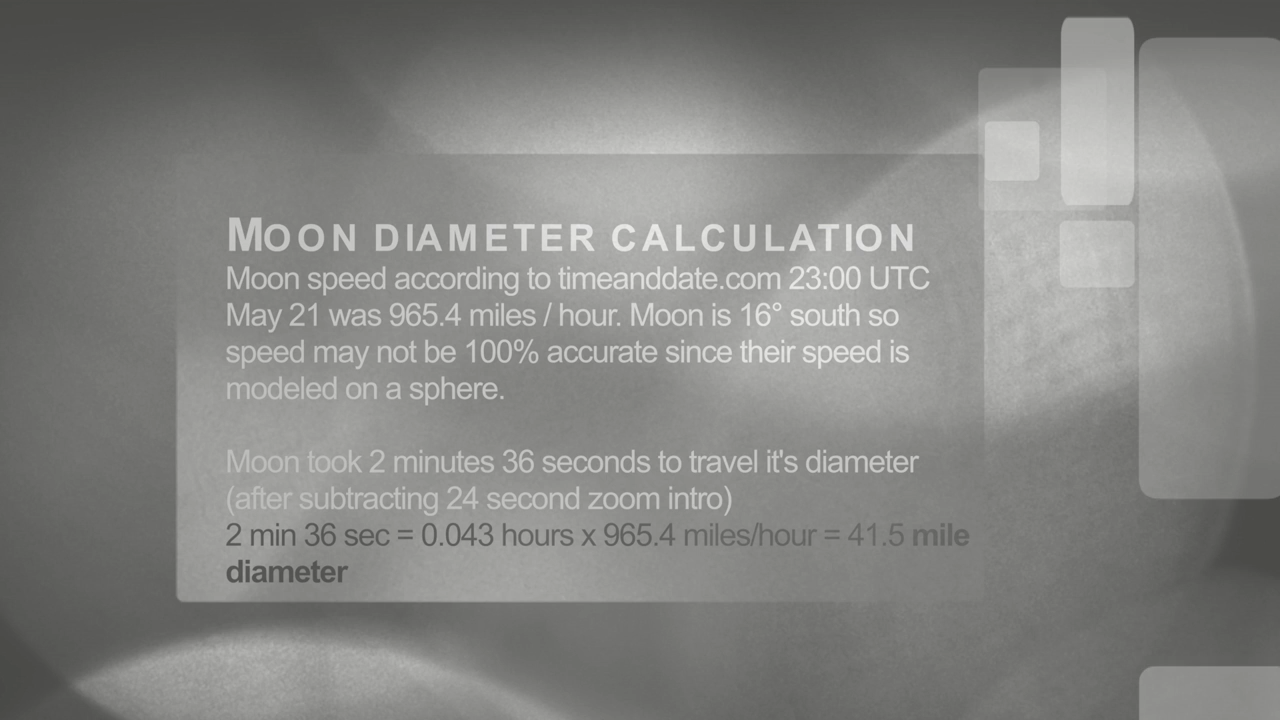 MOON DIAMETER CALCULATION
Moon speed according to timeanddate.com 23:00 UTC
May 21 was 965.4 miles / hour. Moon is 16° south so
speed may not be 100% accurate since their speed is
modeled on a sphere.
Moon took 2 minutes 36 seconds to travel it's diameter
(after subtracting 24 second zoom intro)
2 min 36 sec = 0.043 hours x 965.4 miles/hour = 41.5 mile
diameter